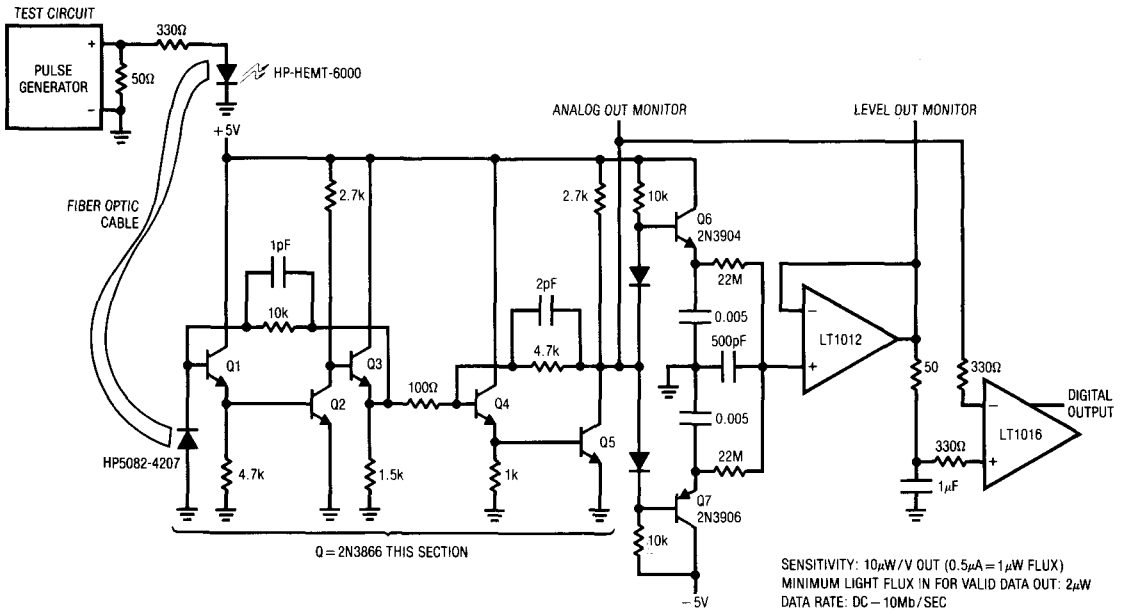 TEST CIRCUIT
PULSE
GENERATOR
+
−
330Ω
50Ω
HP-HEMT-6000
FIBER OPTIC
CABLE
+5V
ANALOG OUT MONITOR
LEVEL OUT MONITOR
2.7k
2.7k
10k
Q6
2N3904
1pF
10k
2pF
4.7k
22M
0.005
500pF
−
LT1012
+
Q1
Q3
Q2
100Ω
Q4
Q5
50
330Ω
−
DIGITAL
OUTPUT
LT1016
330Ω
+
HP5082-4207
4.7k
1.5k
1k
0.005
22M
Q7
2N3906
10k
1µF
−5V
Q = 2N3866 THIS SECTION
SENSITIVITY: 10µW/V OUT (0.5µA = 1µW FLUX)
MINIMUM LIGHT FLUX IN FOR VALID DATA OUT: 2µW
DATA RATE: DC – 10Mb/SEC